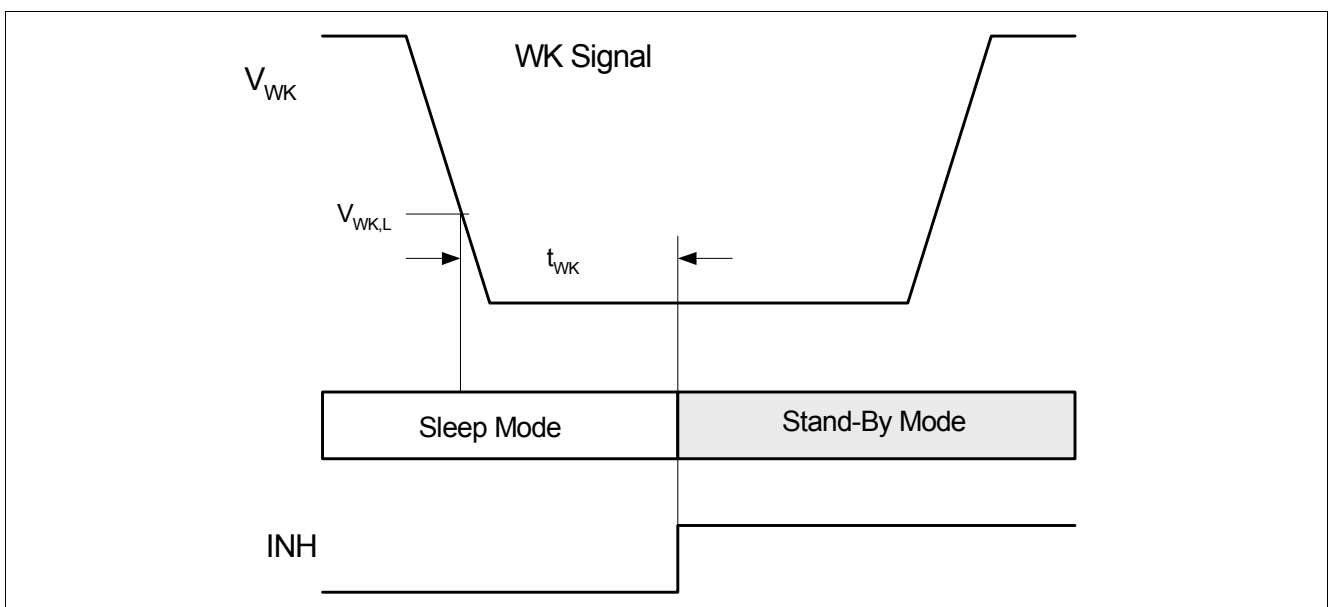 WK Signal
V_WK
V_WK,L
t_WK
Sleep Mode
Stand-By Mode
INH